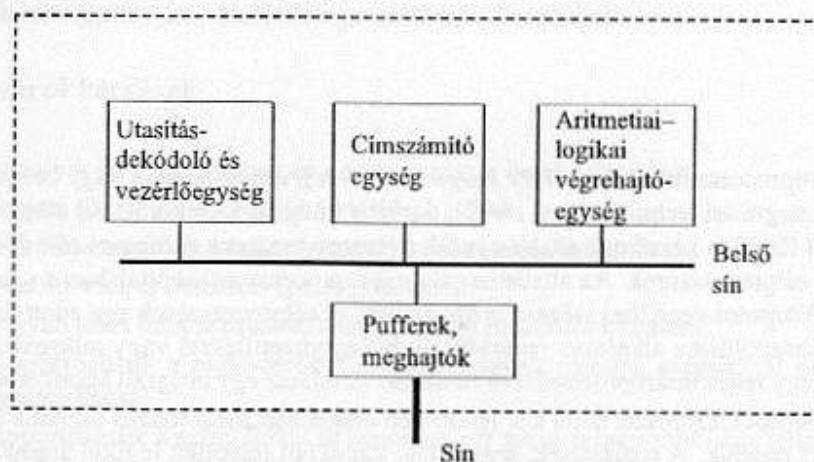 Utasítás-
dekódoló és
vezérlőegység
Címszámító
egység
Aritmetiai–
logikai
végrehajtó-
egység
Belső
sín
Pufferek,-
meghajtók
Sín